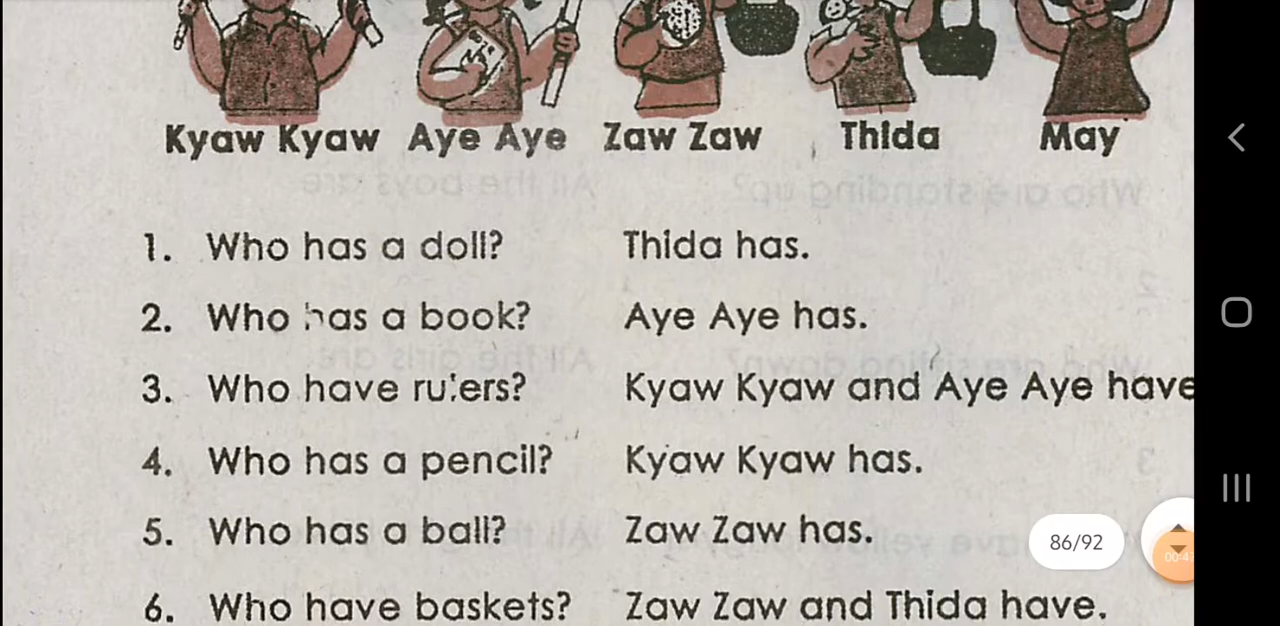 Kyaw Kyaw Aye Aye Zaw Zaw Thida May
1. Who has a doll? Thida has.
2. Who has a book? Aye Aye has.
3. Who have rulers? Kyaw Kyaw and Aye Aye have
4. Who has a pencil? Kyaw Kyaw has.
5. Who has a ball? Zaw Zaw has.
86/92
6. Who have baskets? Zaw Zaw and Thida have.